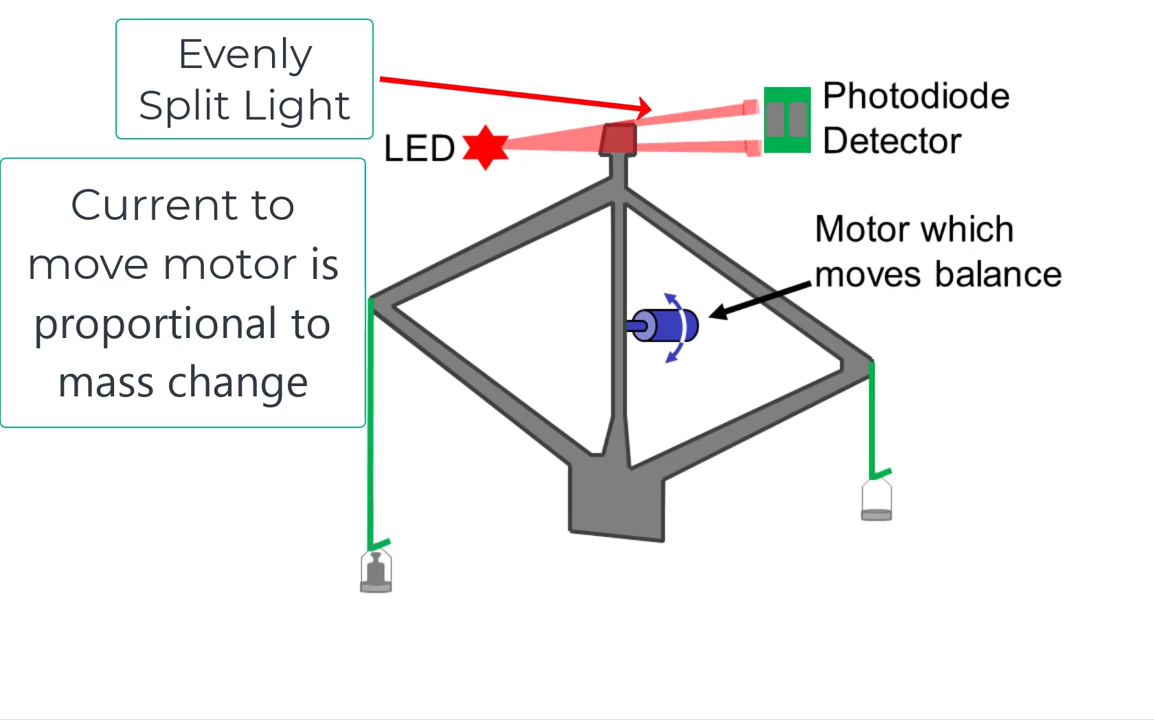 Evenly
Split Light
LED
Photodiode
Detector
Current to
move motor is
proportional to
mass change
Motor which
moves balance